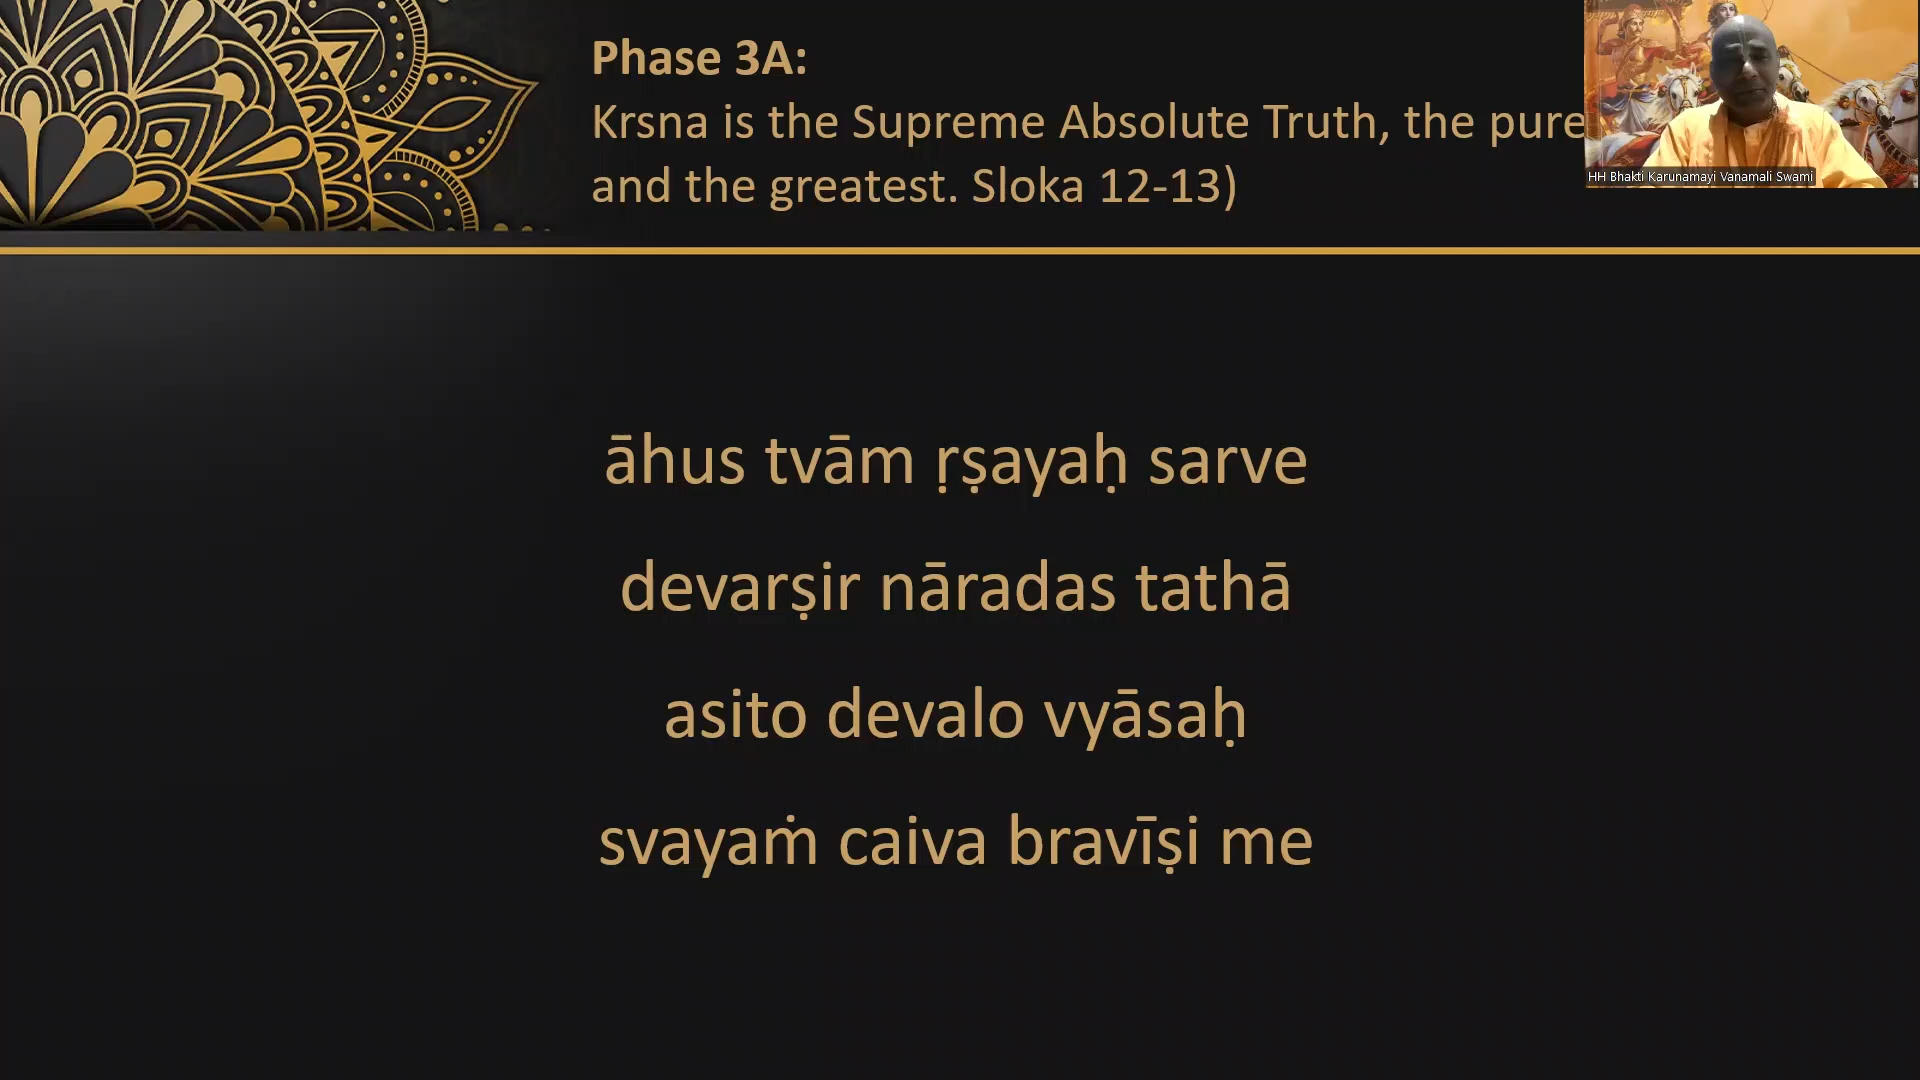 Phase 3A:
Krsna is the Supreme Absolute Truth, the pure
and the greatest. Sloka 12-13)
HH Bhakti Karunamayi Vanamali Swami
āhus tvām ṛṣayaḥ sarve
devarṣir nāradas tathā
asito devalo vyāsaḥ
svayaṁ caiva bravīṣi me